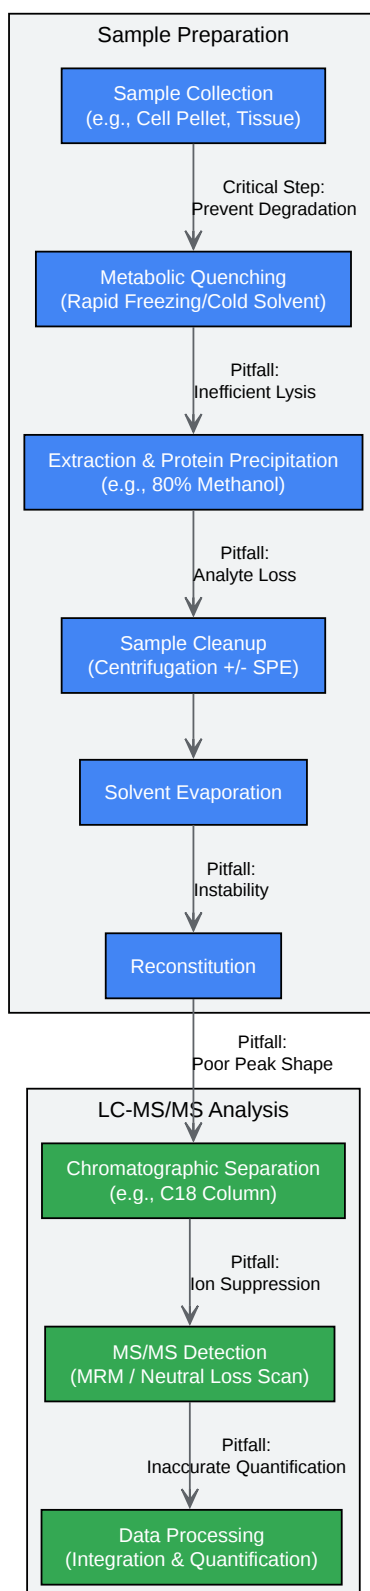 Sample Preparation
Sample Collection
(e.g., Cell Pellet, Tissue)
Critical Step:
Prevent Degradation
Metabolic Quenching
(Rapid Freezing/Cold Solvent)
Pitfall:
Inefficient Lysis
Extraction & Protein Precipitation
(e.g., 80% Methanol)
Pitfall:
Analyte Loss
Sample Cleanup
(Centrifugation +/- SPE)
Solvent Evaporation
Pitfall:
Instability
Reconstitution
Pitfall:
Poor Peak Shape
LC-MS/MS Analysis
Chromatographic Separation
(e.g., C18 Column)
Pitfall:
Ion Suppression
MS/MS Detection
(MRM / Neutral Loss Scan)
Pitfall:
Inaccurate Quantification
Data Processing
(Integration & Quantification)